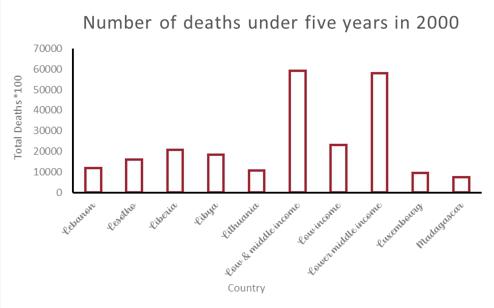 Number of deaths under five years in 2000
Total Deaths*100
70000
60000
50000
40000
30000
20000
10000
0
Lebanon
Lesotho
Liberia
Libya
Lithuania
Low & middle income
Low income
Lower middle income
Luxembourg
Madagascar
Country